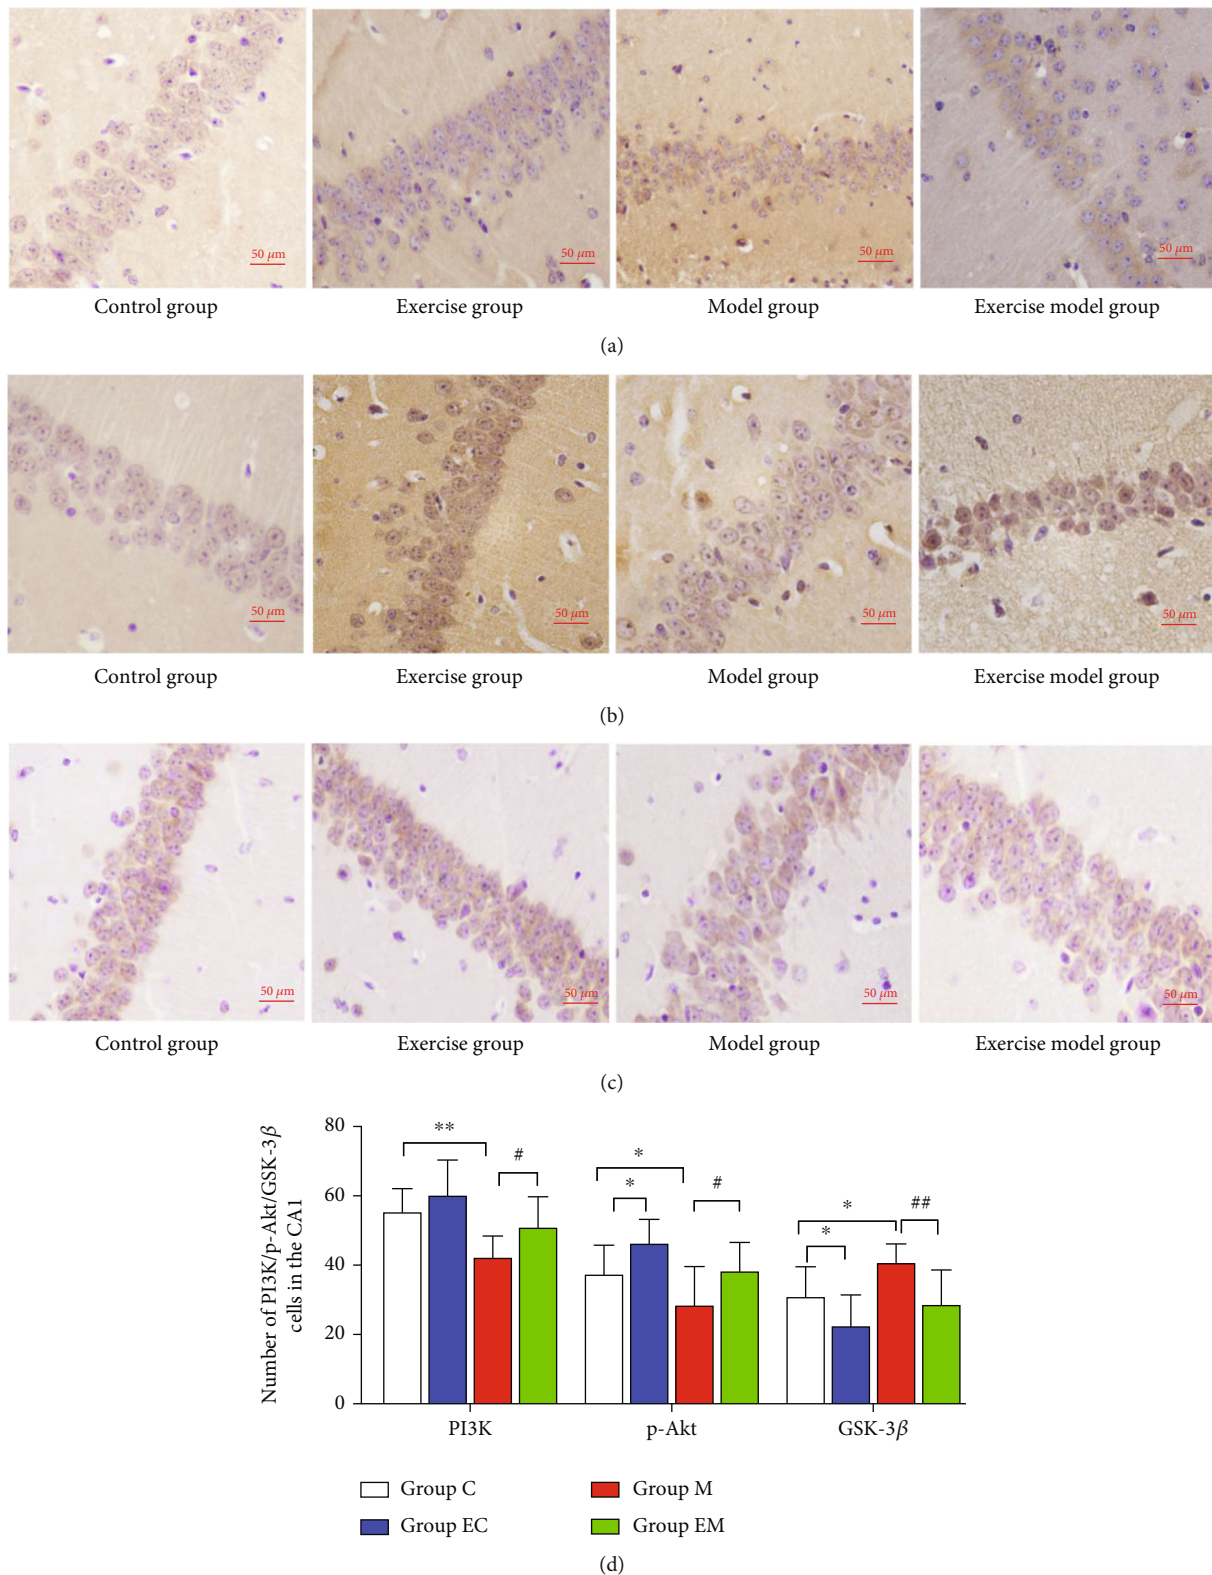 50 μm
50 μm
50 μm
50 μm
Control group
Exercise group
Model group
Exercise model group
(a)
50 μm
50 μm
50 μm
50 μm
Control group
Exercise group
Model group
Exercise model group
(b)
50 μm
50 μm
50 μm
50 μm
Control group
Exercise group
Model group
Exercise model group
(c)
Number of PI3K/p-Akt/GSK-3β
cells in the CA1
80
60
40
20
0
**
#
*
*
#
*
*
##
PI3K
p-Akt
GSK-3β
Group C
Group M
Group EC
Group EM
(d)